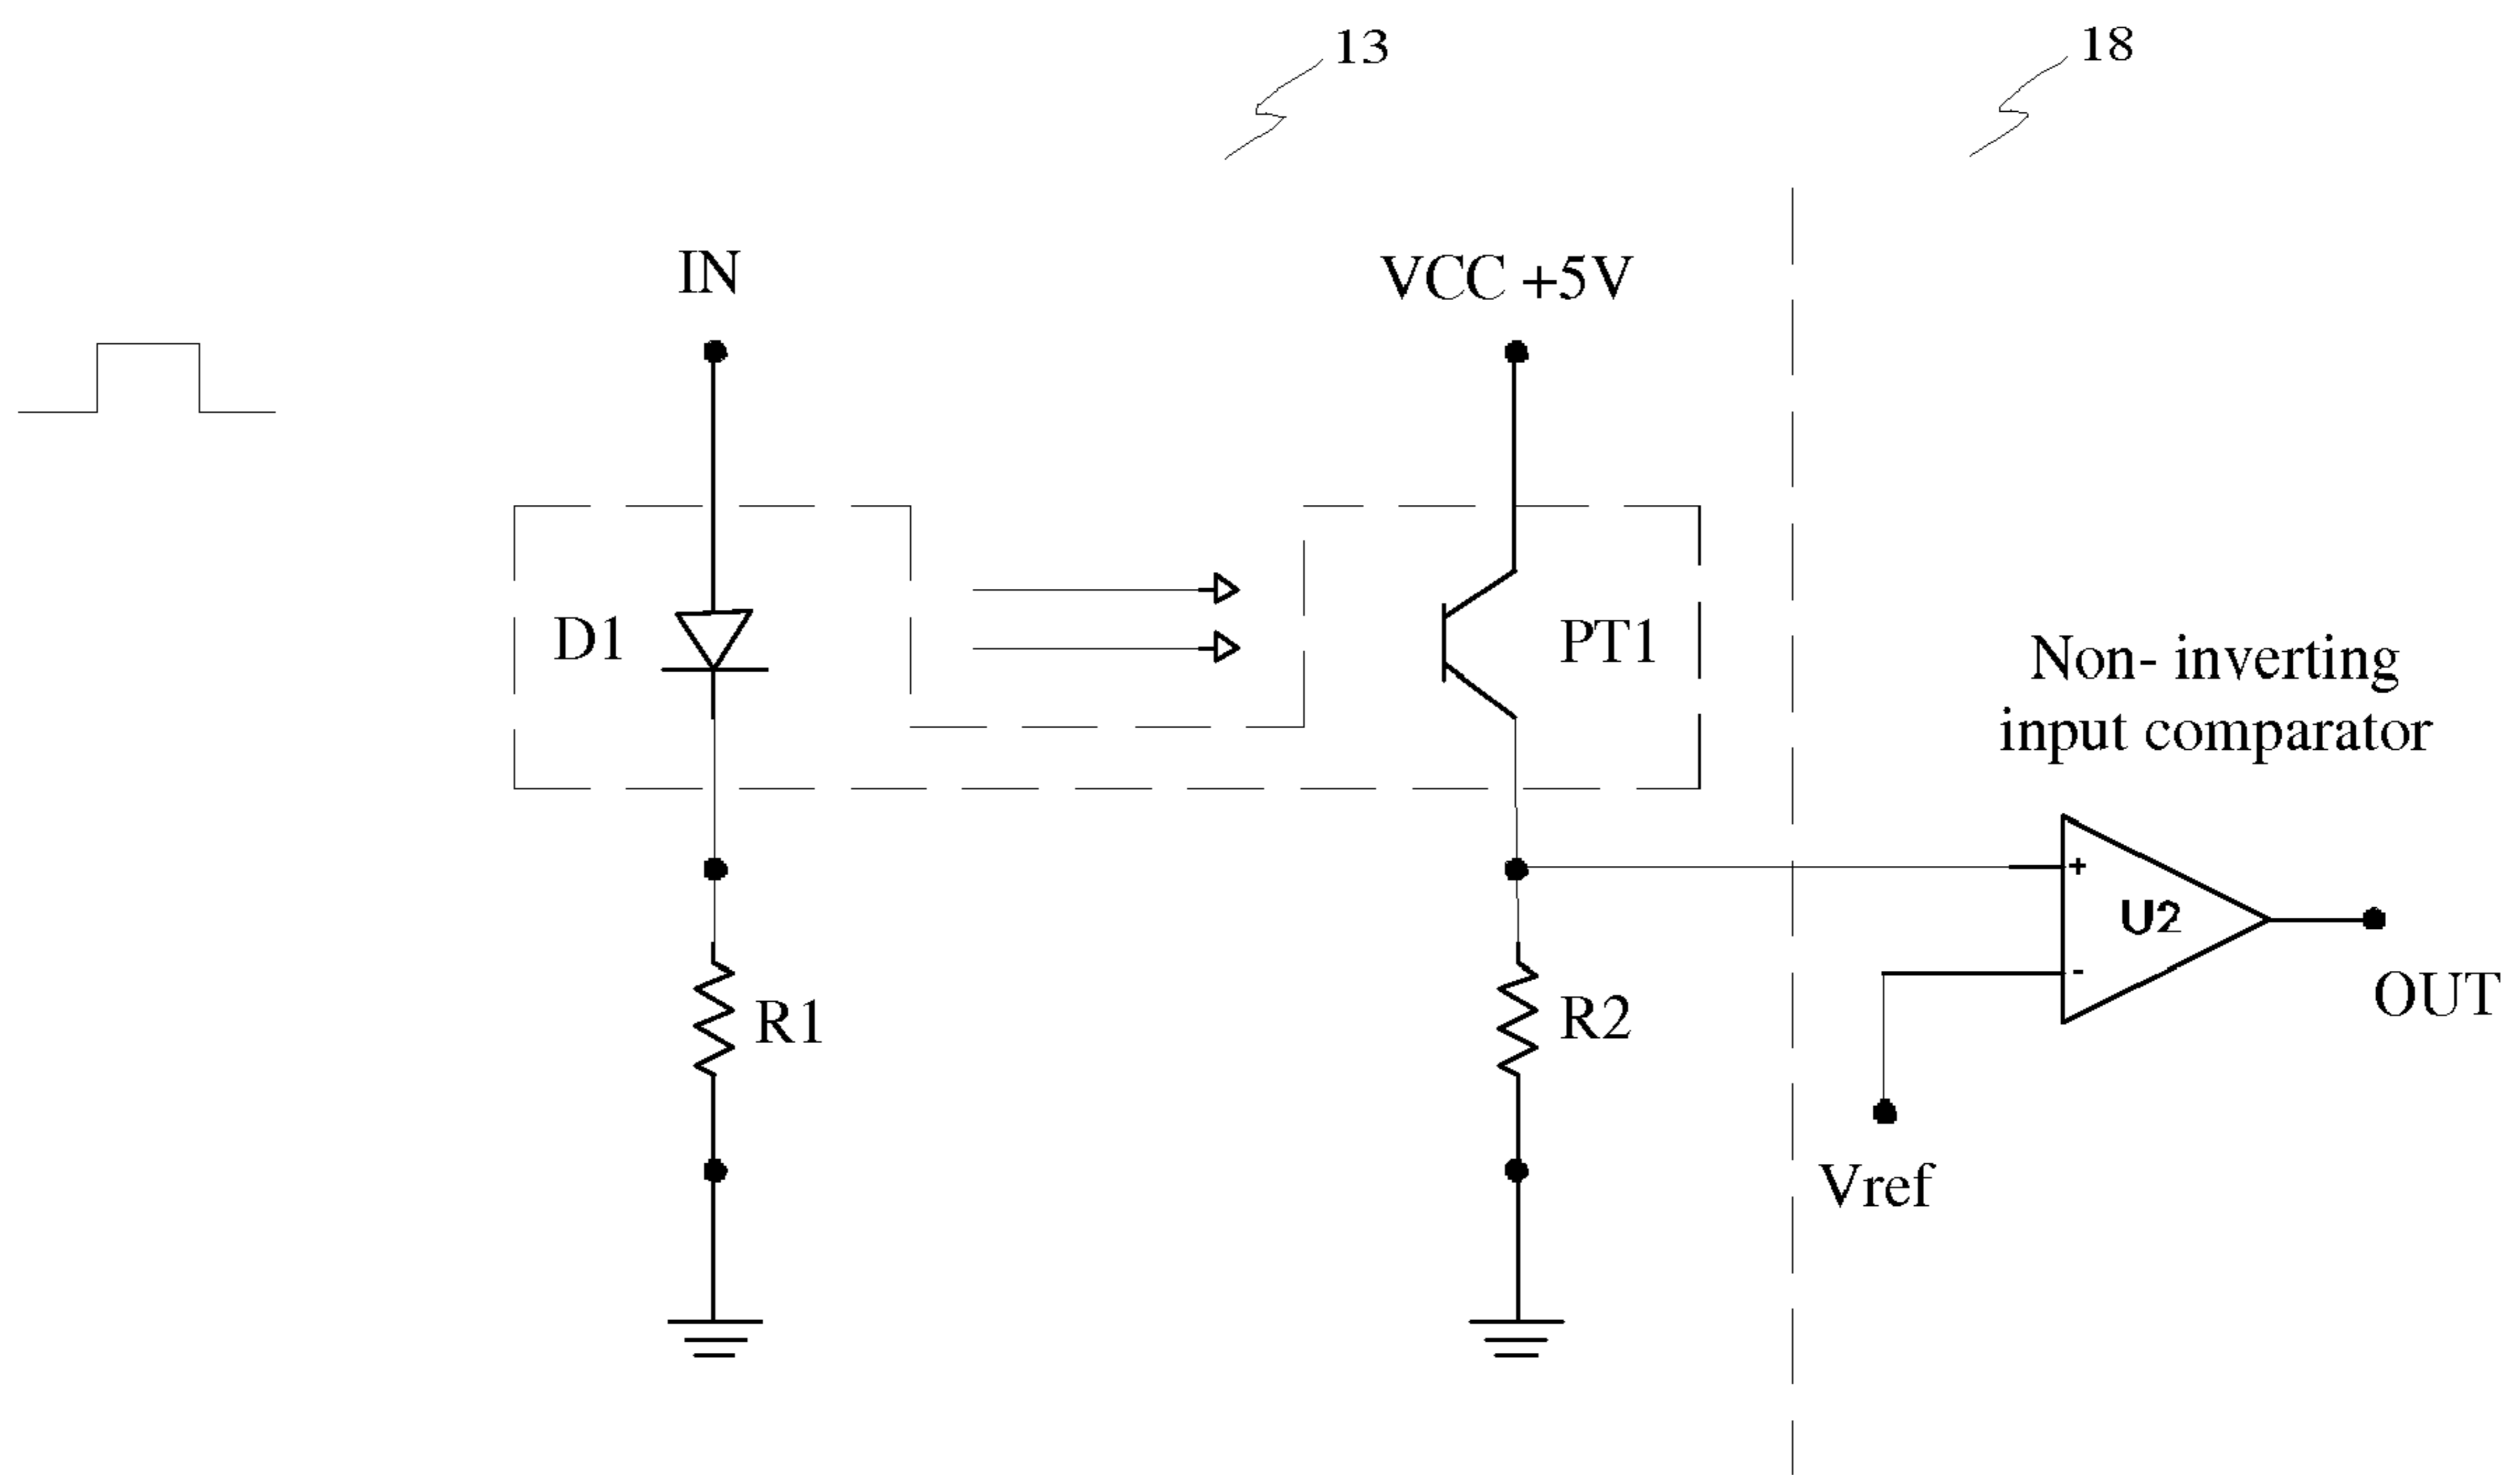 13
18
IN
VCC +5V
D1
PT1
Non- inverting
input comparator
+
U2
-
OUT
R1
R2
Vref